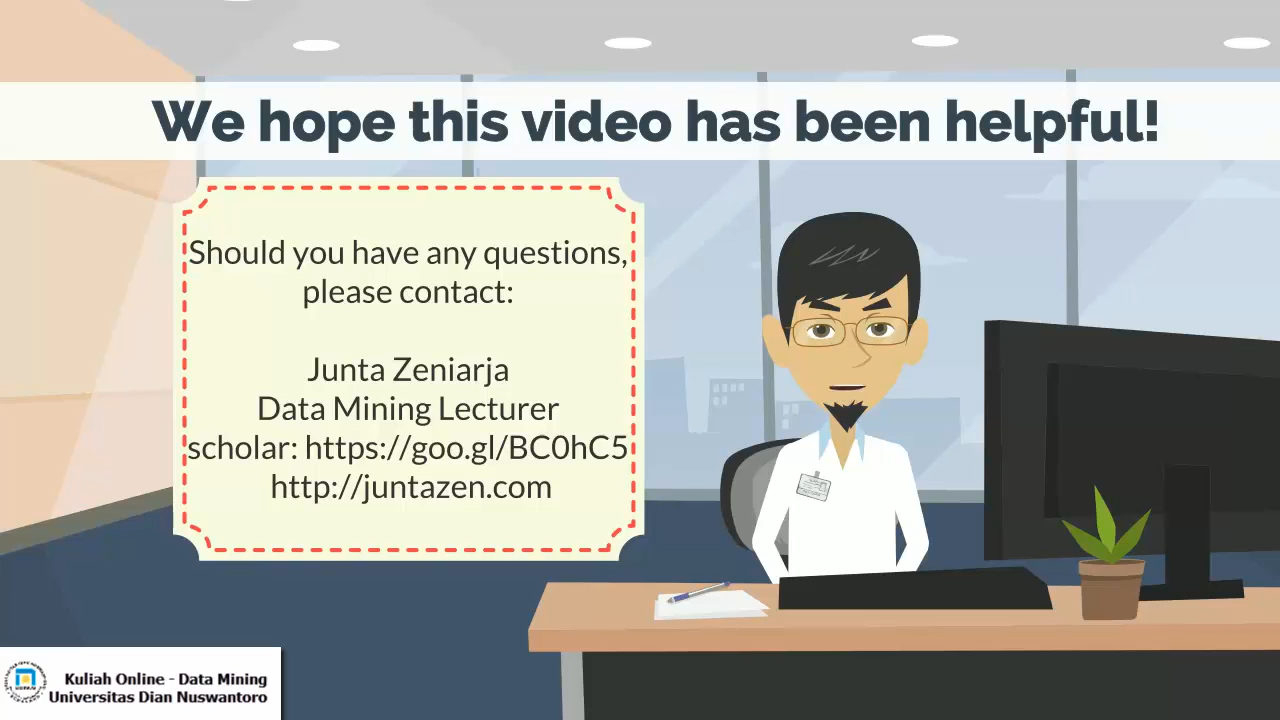 We hope this video has been helpful!
Should you have any questions,
please contact:
Junta Zeniarja
Data Mining Lecturer
scholar: https://goo.gl/BC0hC5
http://juntazen.com
Kuliah Online - Data Mining
Universitas Dian Nuswantoro